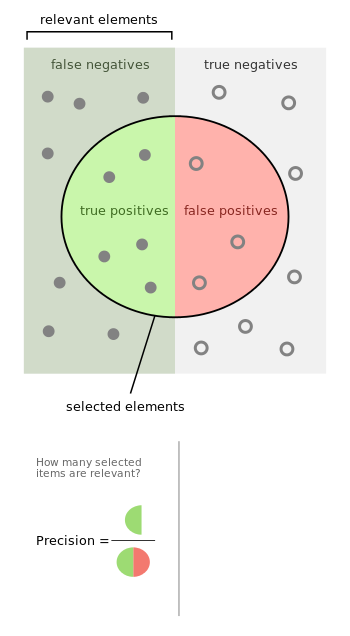 relevant elements
false negatives
true negatives
true positives
false positives
selected elements
How many selected
items are relevant?
Precision =